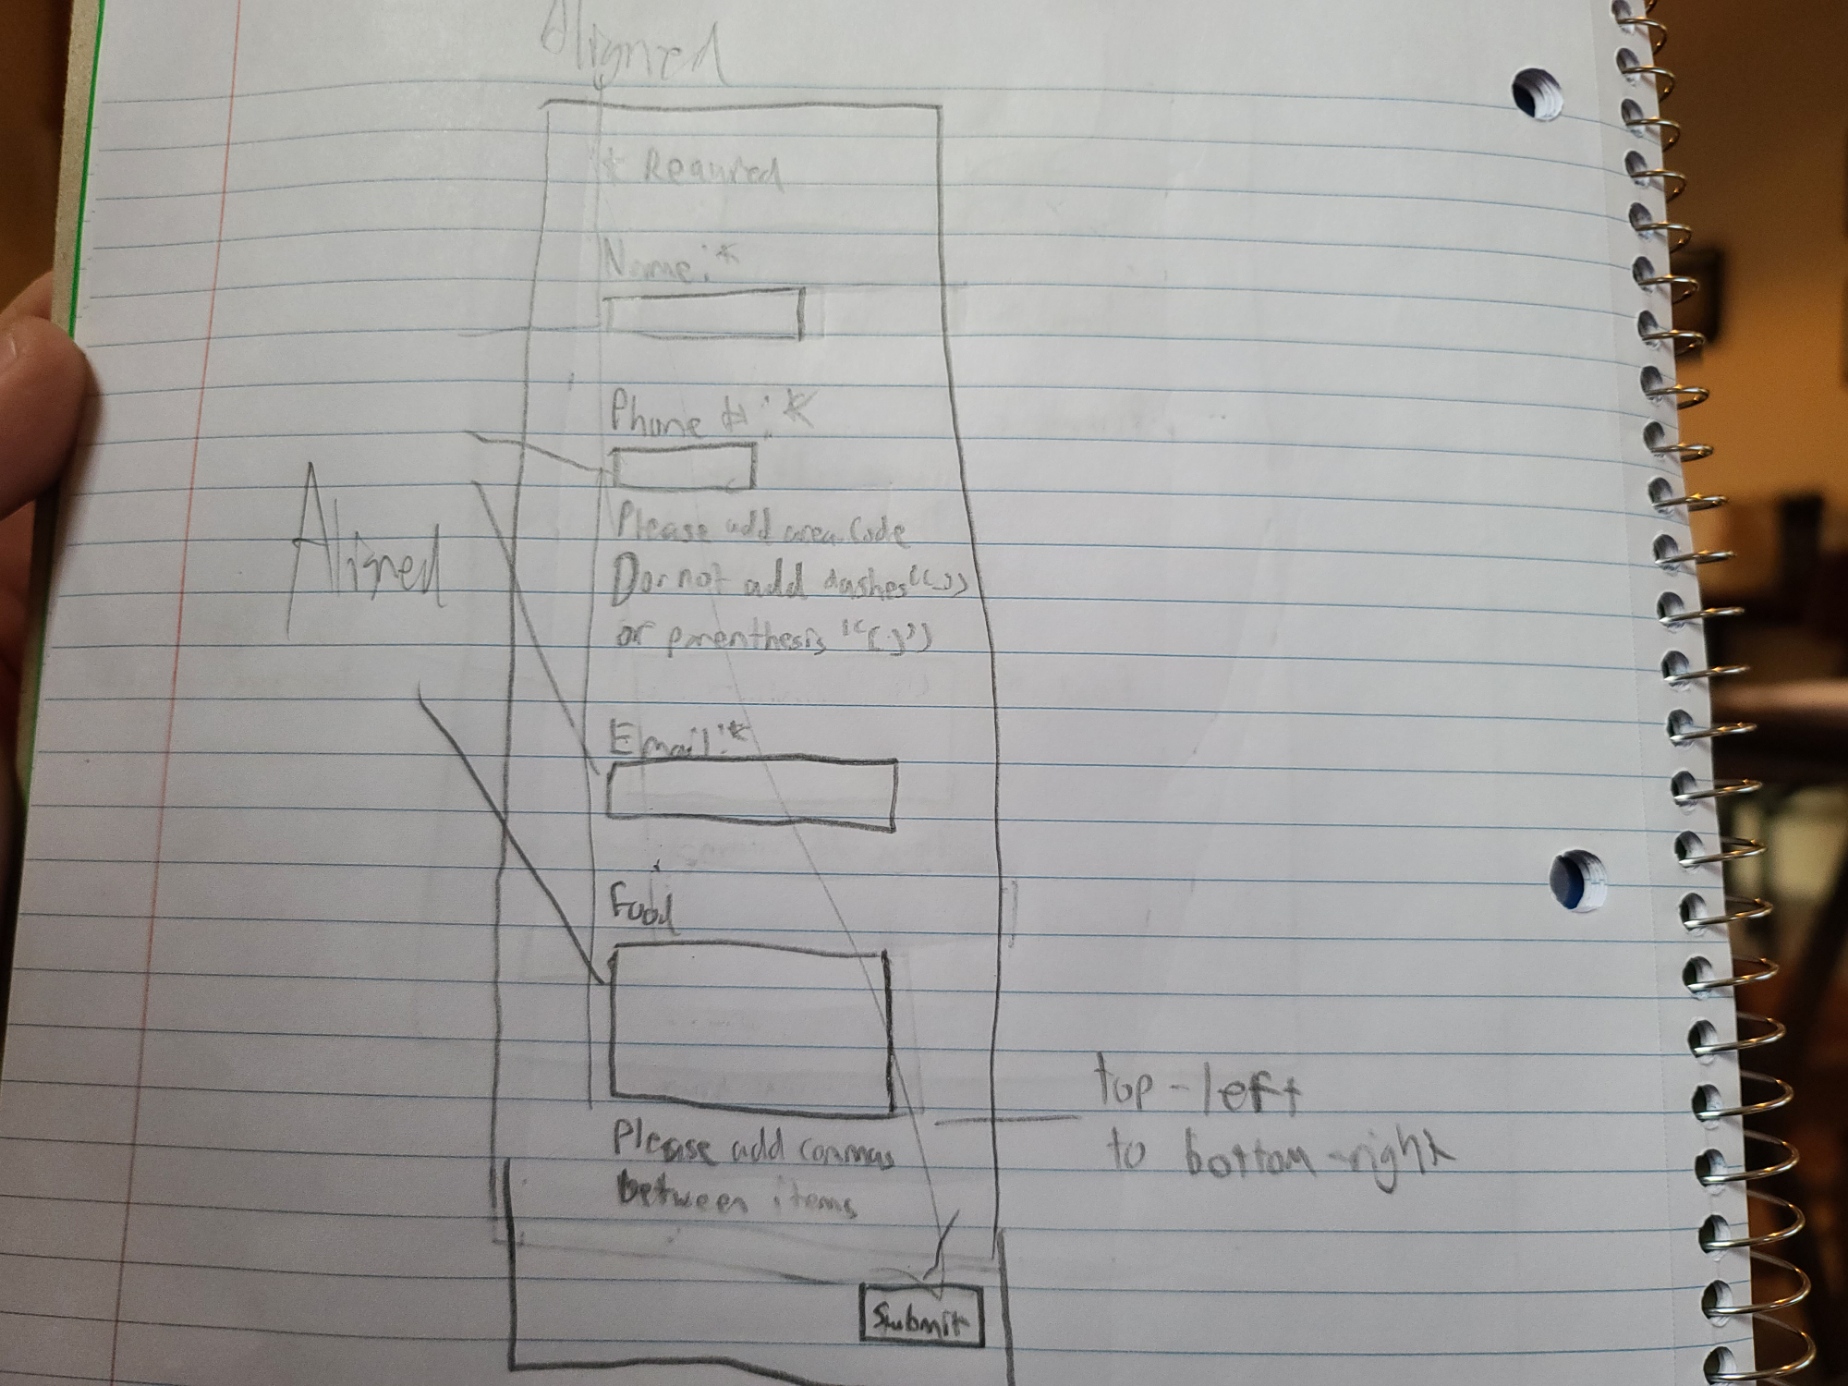 Aligned
* Required
Name:*
Phone #:*
Please add area code
Do not add dashes "-"
or parenthesis "( )"
Aligned
Email:*
Food
Please add commas
between items
top-left
to bottom-right
Submit